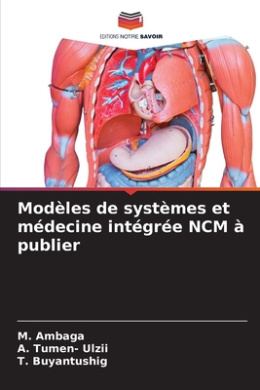 EDITIONS NOTRE SAVOIR
Modèles de systèmes et
médecine intégrée NCM à
publier
M. Ambaga
A. Tumen- Ulzii
T. Buyantushig